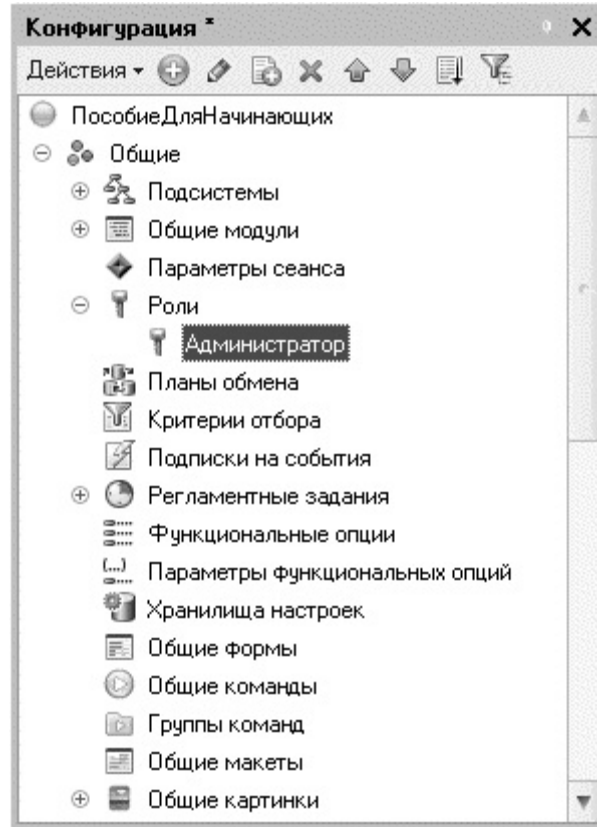 Конфигурация *
Действия
ПособиеДляНачинающих
Общие
Подсистемы
Общие модули
Параметры сеанса
Роли
Администратор
Планы обмена
Критерии отбора
Подписки на события
Регламентные задания
Функциональные опции
Параметры функциональных опций
Хранилища настроек
Общие формы
Общие команды
Группы команд
Общие макеты
Общие картинки